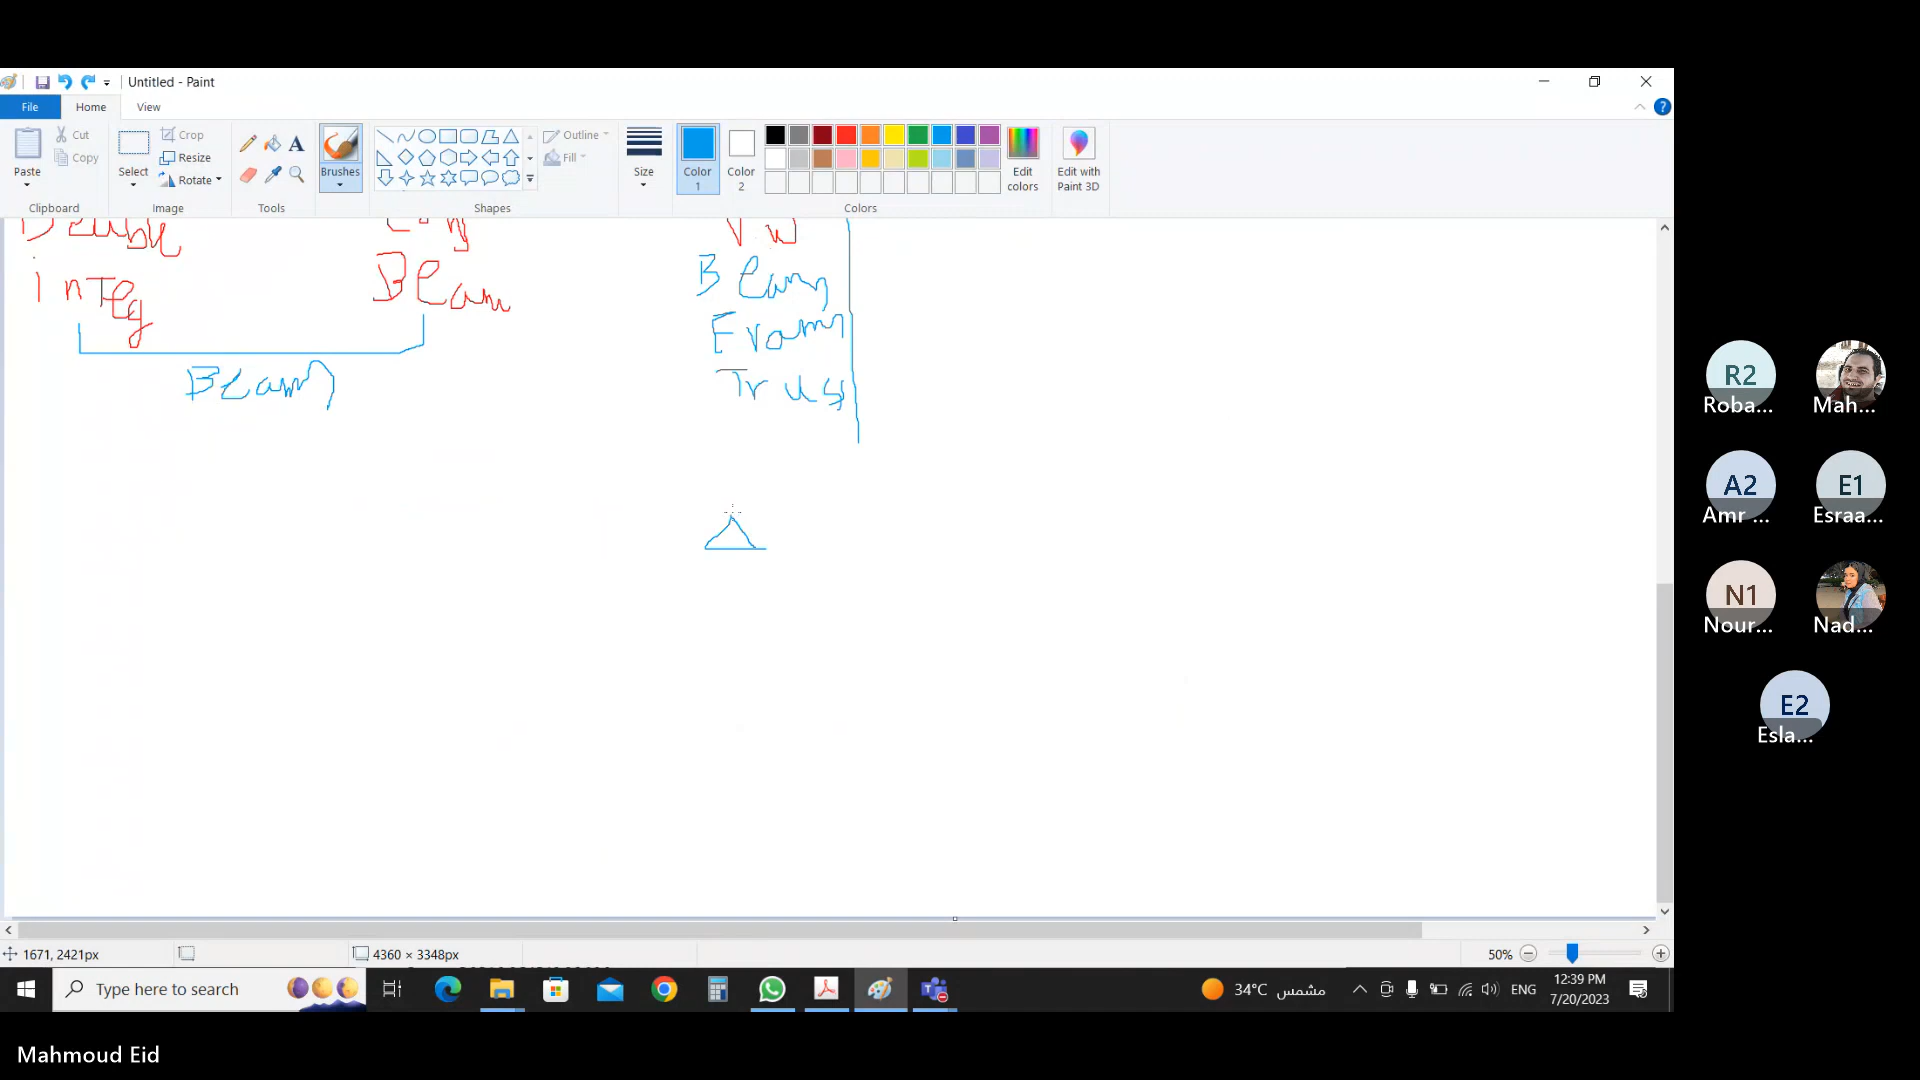 Untitled - Paint
File Home View
Paste Cut Copy Clipboard
Select Crop Resize Rotate Image
Tools
Brushes
Shapes Outline Fill
Size
Color 1 Color 2
Edit colors
Edit with Paint 3D
Colors
V.W
Integ Beam Beam
Beam
Fram
Trus
R2 Roba...
Mah...
A2 Amr ...
E1 Esraa...
N1 Nour...
Nad...
E2 Esla...
1671, 2421px 4360 × 3348px 50%
Type here to search 34°C مشمس ENG 12:39 PM
7/20/2023
Mahmoud Eid